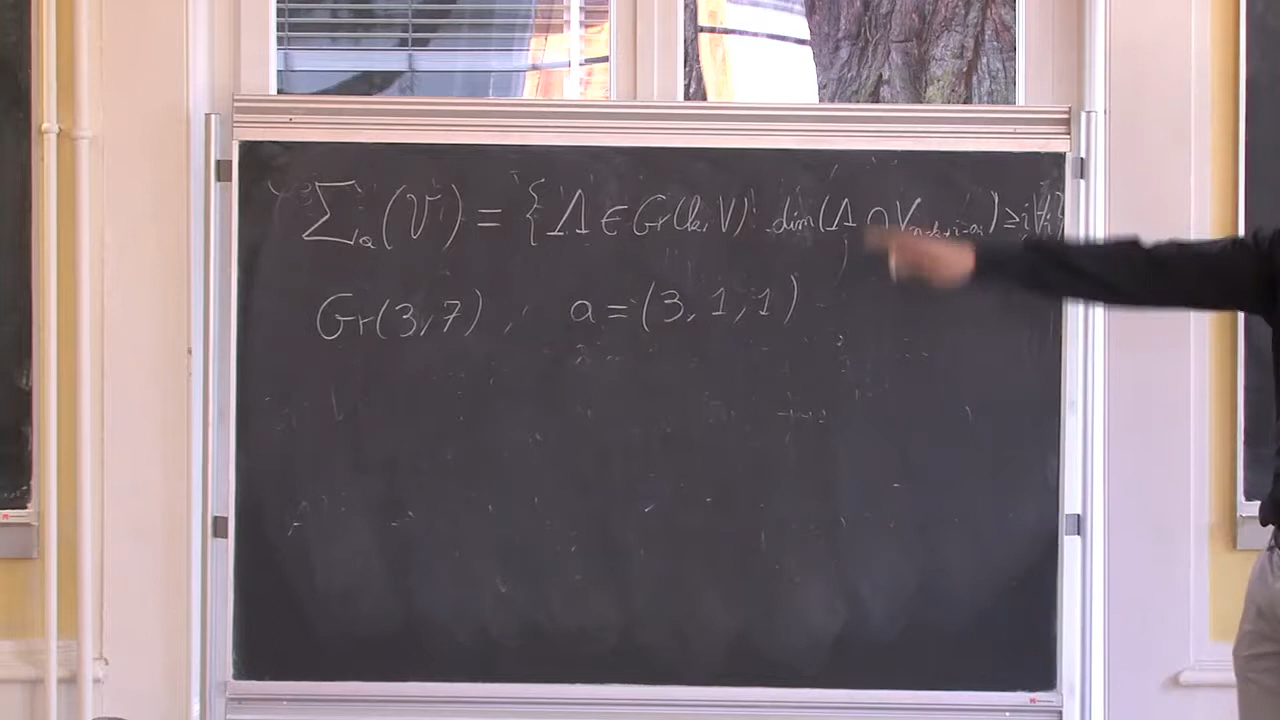 Σ_a(𝒱) = { Λ ∈ Gr(k, V) : dim(Λ ∩ V_{n-k+i-a_i}) ≥ i ∀i }
Gr(3,7) , a = (3, 1, 1)